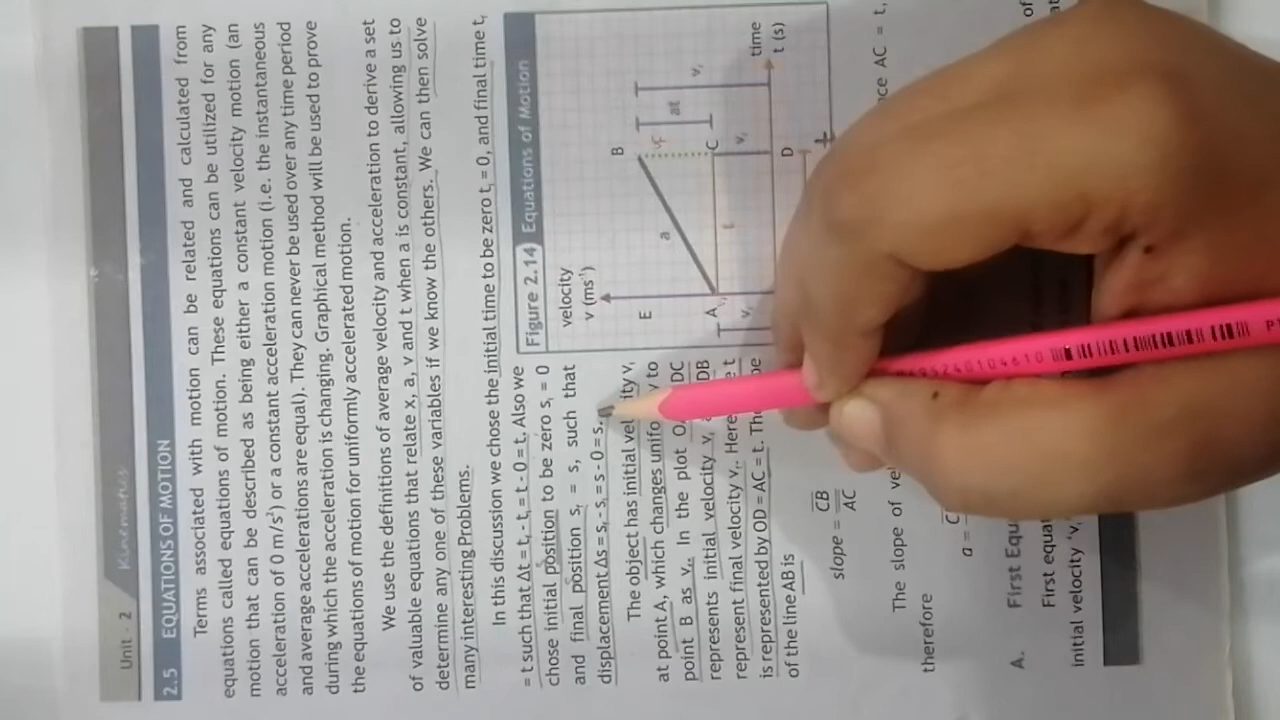 Unit - 2 Kinematics
2.5 EQUATIONS OF MOTION
Terms associated with motion can be related and calculated from
equations called equations of motion. These equations can be utilized for any
motion that can be described as being either a constant velocity motion (an
acceleration of 0 m/s²) or a constant acceleration motion (i.e. the instantaneous
and average accelerations are equal). They can never be used over any time period
during which the acceleration is changing. Graphical method will be used to prove
the equations of motion for uniformly accelerated motion.
We use the definitions of average velocity and acceleration to derive a set
of valuable equations that relate x, a, v and t when a is constant, allowing us to
determine any one of these variables if we know the others. We can then solve
many interesting Problems.
In this discussion we chose the initial time to be zero tᵢ = 0, and final time t,
= t such that Δt = t, - tᵢ = t - 0 = t. Also we
chose initial position to be zero sᵢ = 0
and final position s, = s, such that
displacement Δs = s, - sᵢ = s - 0 = s.
The object has initial velocity vᵢ
at point A, which changes to
point B as v,. In the plot DC
represents initial velocity vᵢ DB
represent final velocity v,. Here t
is represented by OD = AC = t. be
of the line AB is
Figure 2.14 Equations of Motion
velocity
v (ms⁻¹)
E
B
a
vf
at
vᵢ
A
vᵢ
C
t
vᵢ
vᵢ
D
time
t (s)
t
slope = CB
AC
The slope of
AC = t,
therefore
a =
A. First
First
initial velocity 'vᵢ
of